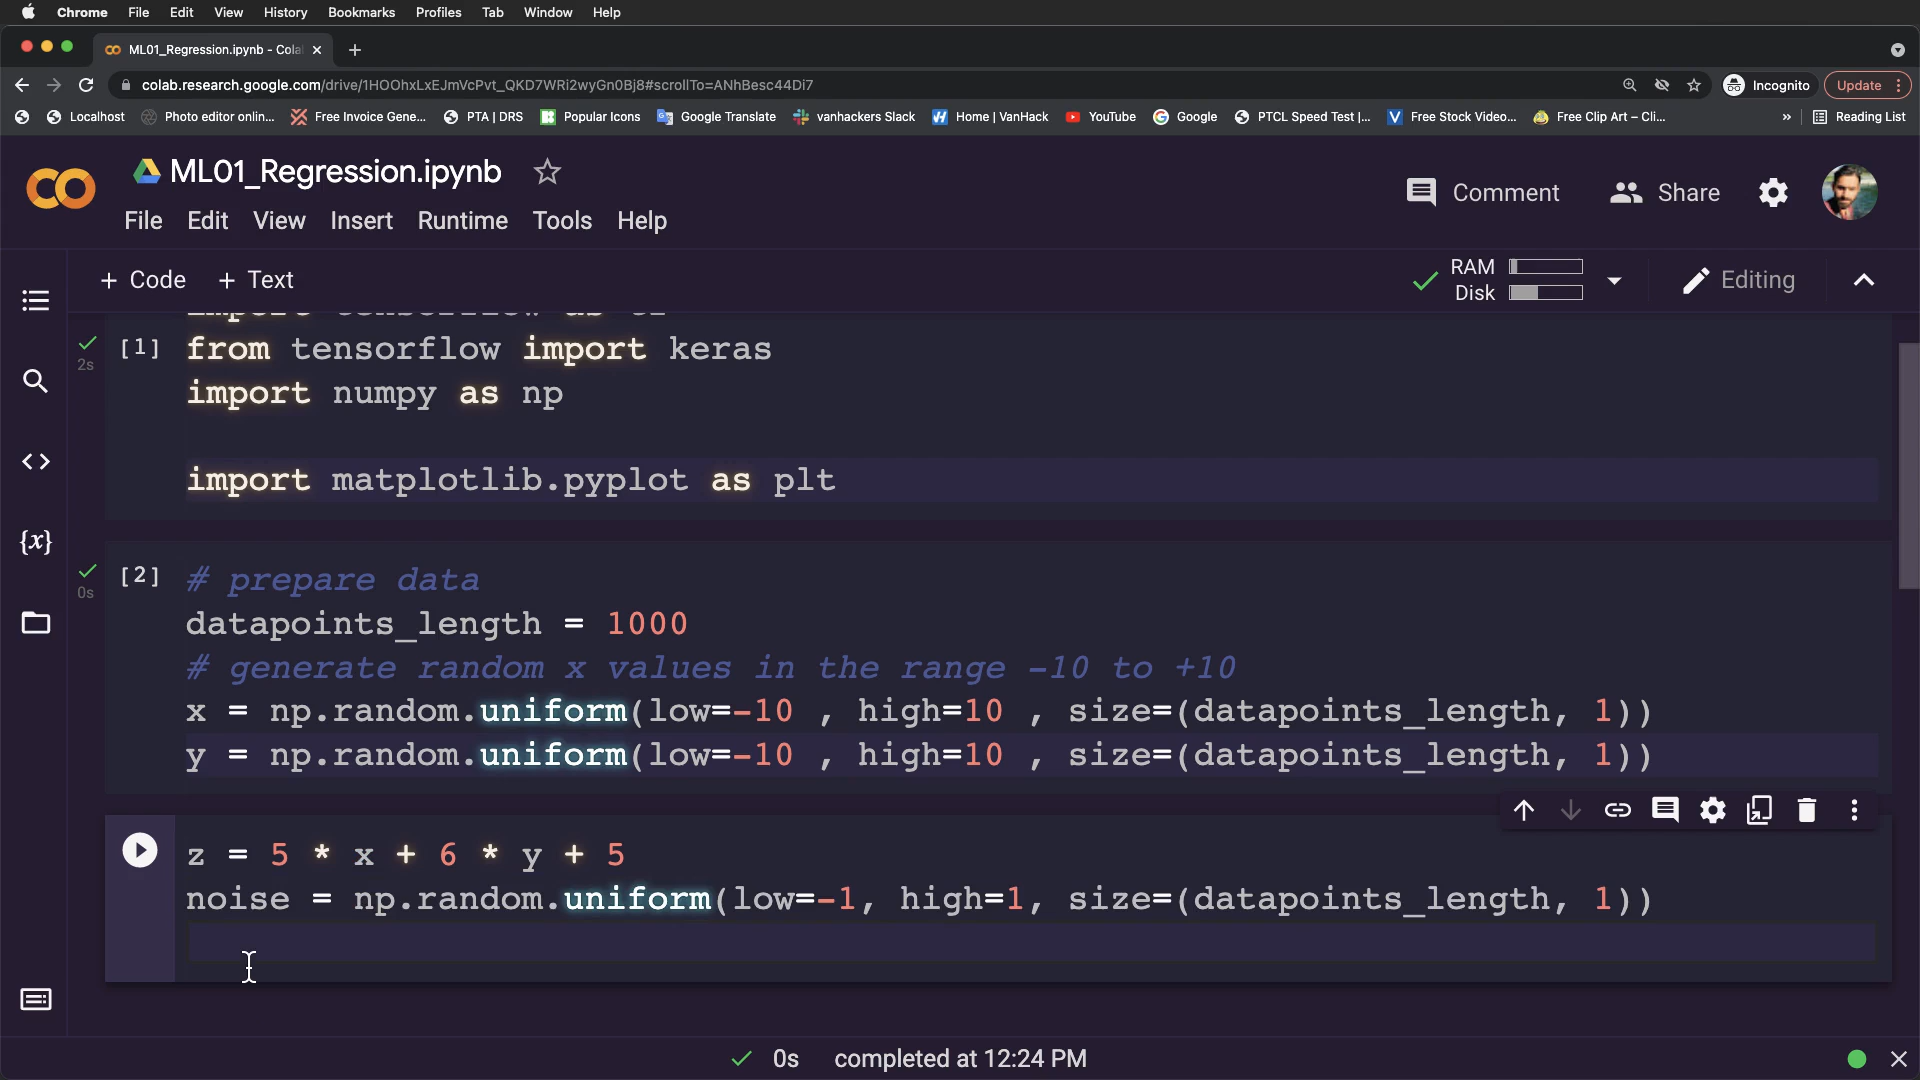 Chrome File Edit View History Bookmarks Profiles Tab Window Help
ML01_Regression.ipynb - Cola
colab.research.google.com/drive/1HOOhxLxEJmVcPvt_QKD7WRi2wyGn0Bj8#scrollTo=ANhBesc44Di7 Incognito Update
Localhost Photo editor onlin... Free Invoice Gene... PTA | DRS Popular Icons Google Translate vanhackers Slack Home | VanHack YouTube Google PTCL Speed Test |... Free Stock Video... Free Clip Art – Cli... » Reading List
ML01_Regression.ipynb
Comment Share
File Edit View Insert Runtime Tools Help
+ Code + Text RAM Disk Editing
import tensorflow as tf
[1] from tensorflow import keras
2s
import numpy as np
import matplotlib.pyplot as plt
[2] # prepare data
0s
datapoints_length = 1000
# generate random x values in the range -10 to +10
x = np.random.uniform(low=-10 , high=10 , size=(datapoints_length, 1))
y = np.random.uniform(low=-10 , high=10 , size=(datapoints_length, 1))
z = 5 * x + 6 * y + 5
noise = np.random.uniform(low=-1, high=1, size=(datapoints_length, 1))
0s completed at 12:24 PM